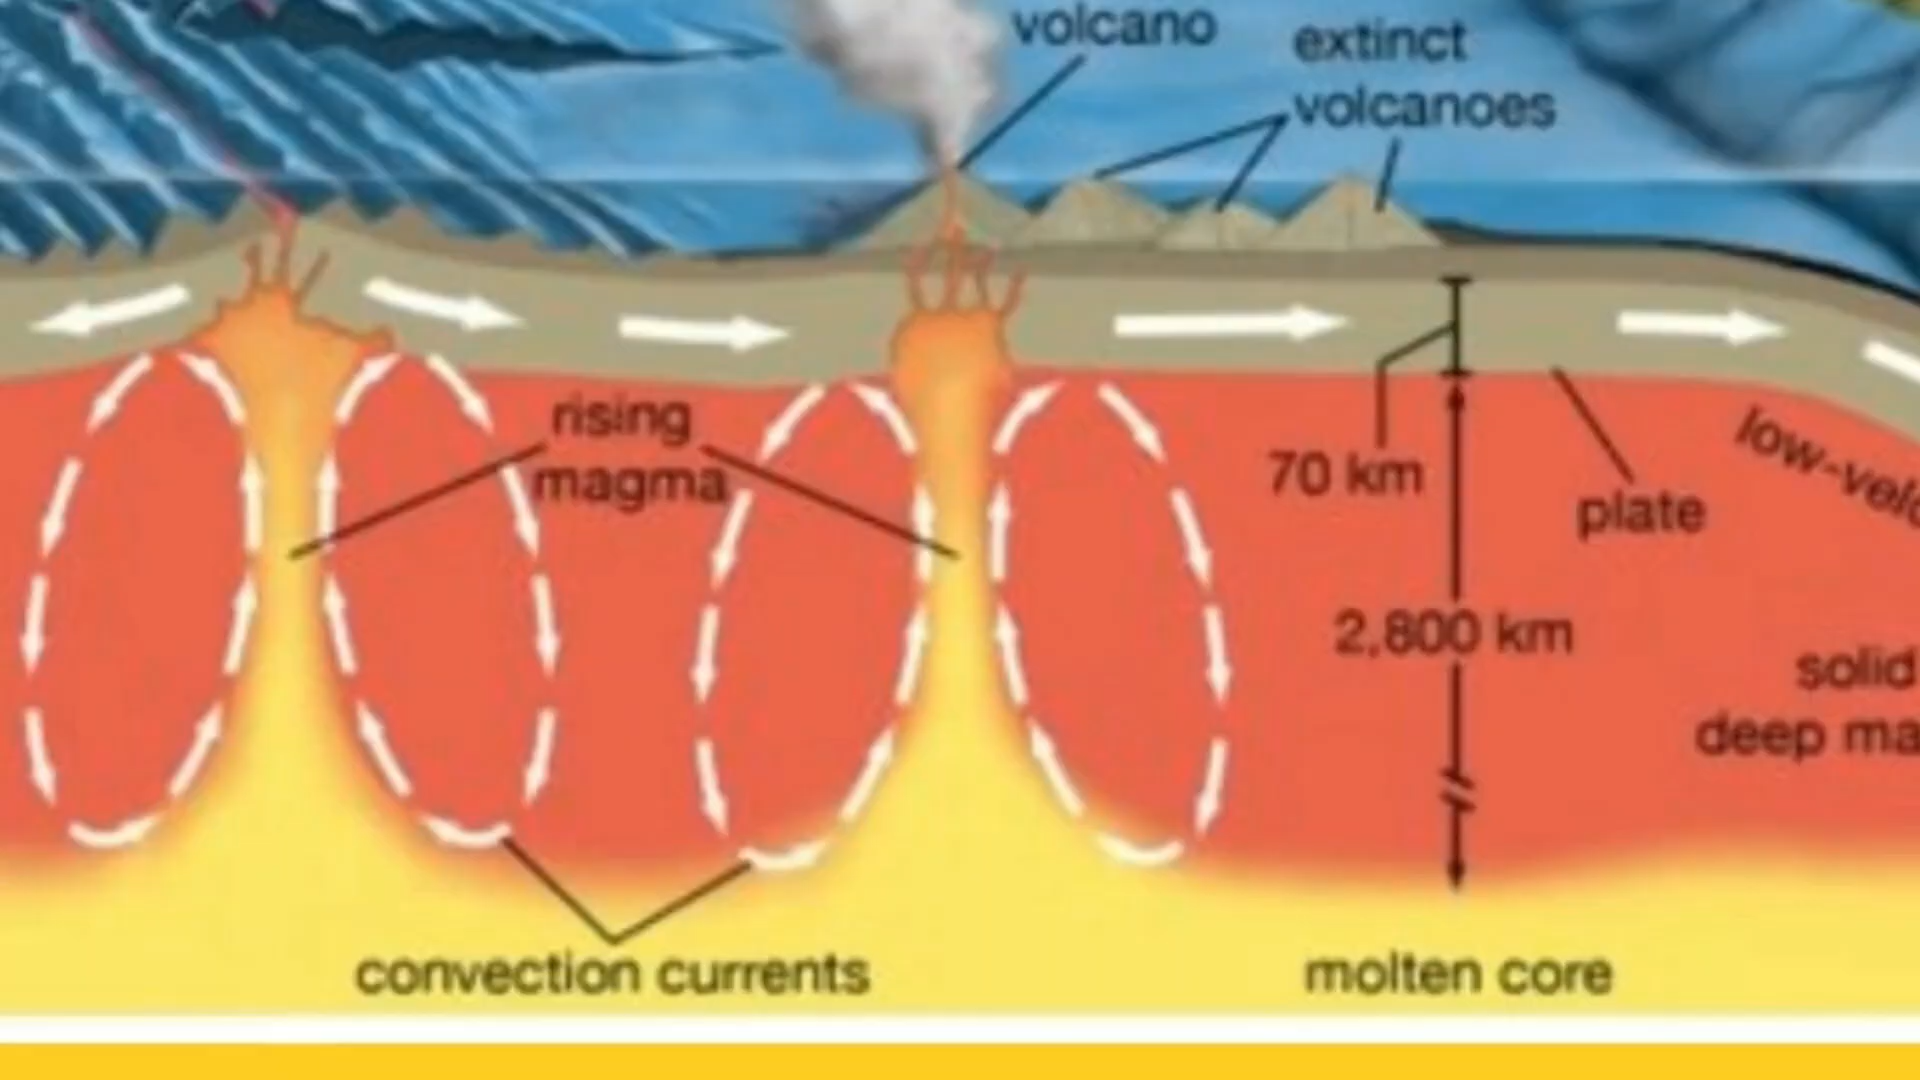 volcano
extinct
volcanoes
rising
magma
70 km
plate
2,800 km
solid
convection currents
molten core